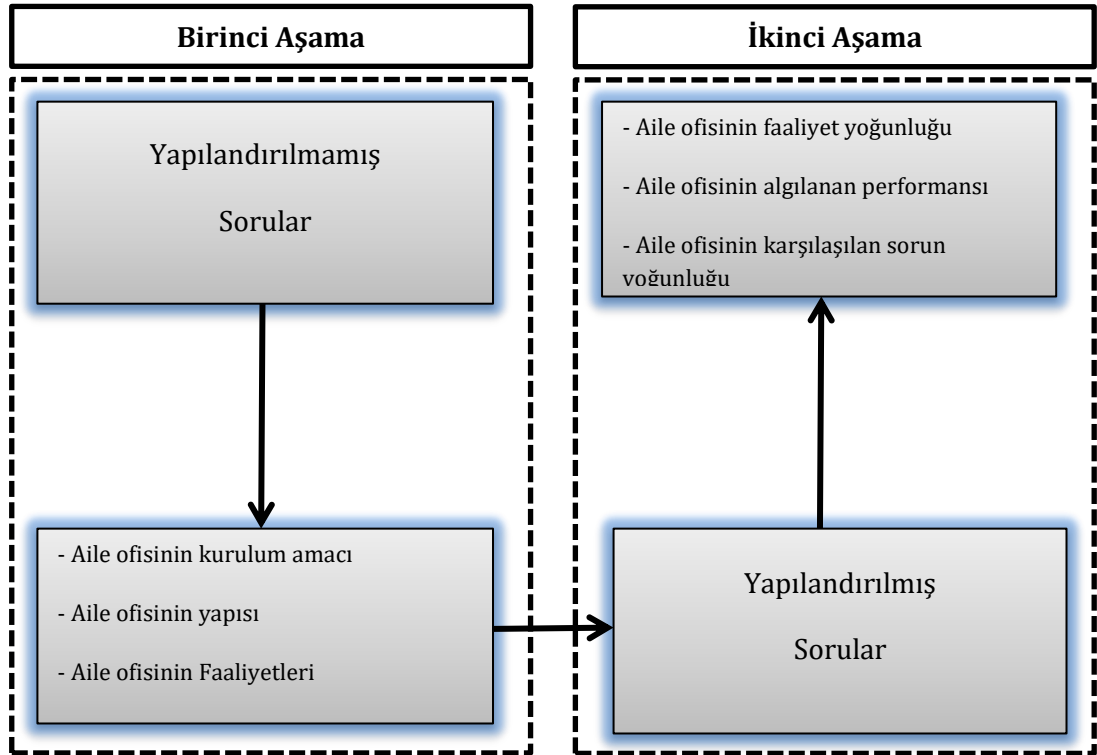 Birinci Aşama
Yapılandırılmamış
Sorular
- Aile ofisinin kurulum amacı
- Aile ofisinin yapısı
- Aile ofisinin Faaliyetleri
İkinci Aşama
- Aile ofisinin faaliyet yoğunluğu
- Aile ofisinin algılanan performansı
- Aile ofisinin karşılaşılan sorun
yoğunluğu
Yapılandırılmış
Sorular